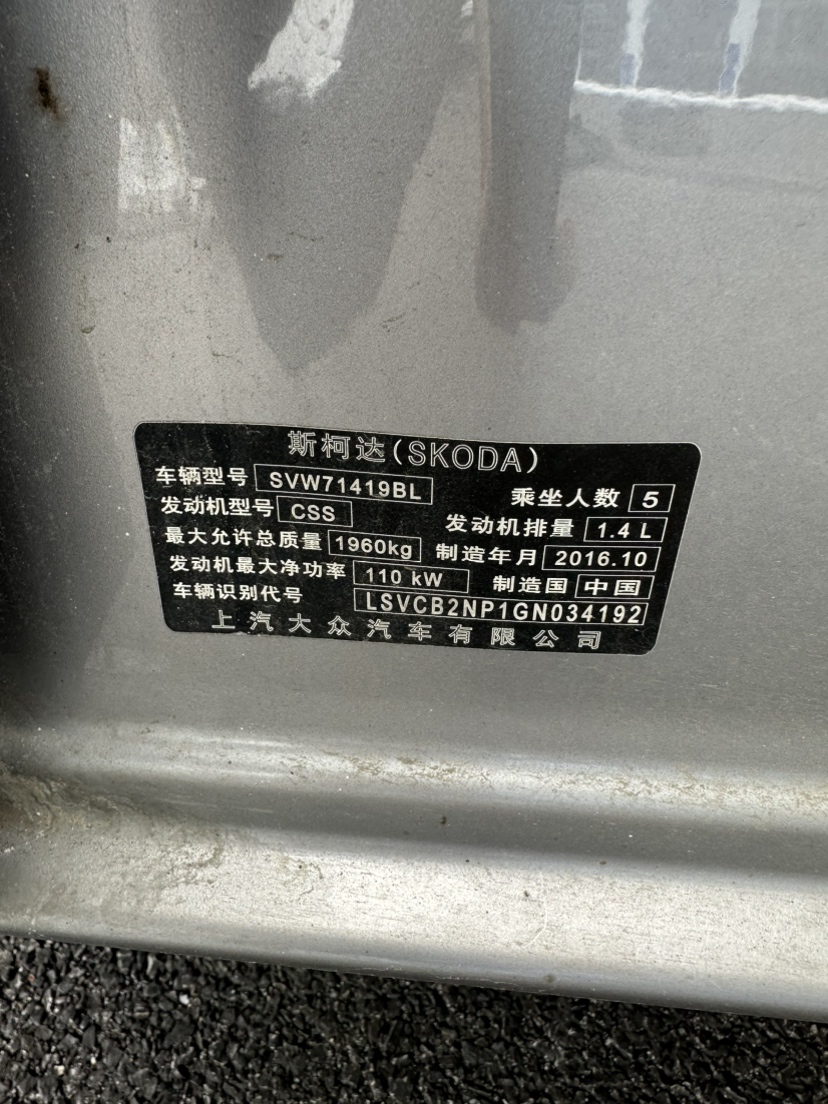 斯柯达(SKODA)
车辆型号 SVW71419BL 乘坐人数 5
发动机型号 CSS 发动机排量 1.4 L
最大允许总质量 1960kg 制造年月 2016.10
发动机最大净功率 110 kW 制造国 中国
车辆识别代号 LSVCB2NP1GN034192
上汽大众汽车有限公司